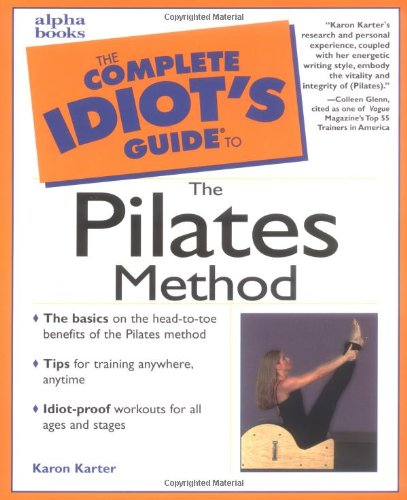 Copyrighted Material
alpha
books
THE
COMPLETE
IDIOT'S
GUIDE® TO
"Karon Karter's
research and personal
experience, coupled
with her energetic
writing style, embody
the vitality and
integrity of (Pilates)."
—Colleen Glenn,
cited as one of Vogue
Magazine's Top 55
Trainers in America
The
Pilates
Method
♦ The basics on the head-to-toe
benefits of the Pilates method
♦ Tips for training anywhere,
anytime
♦ Idiot-proof workouts for all
ages and stages
Karon Karter
Copyrighted Material